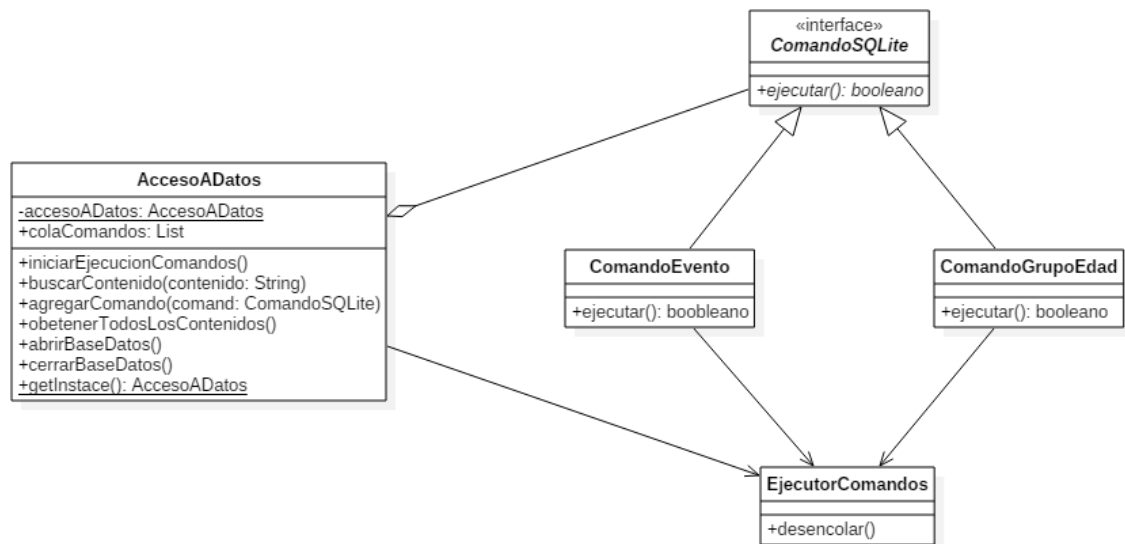 «interface»
ComandoSQLite
+ejecutar(): booleano
AccesoADatos
-accesoADatos: AccesoADatos
+colaComandos: List
+iniciarEjecucionComandos()
+buscarContenido(contenido: String)
+agregarComando(comand: ComandoSQLite)
+obetenerTodosLosContenidos()
+abrirBaseDatos()
+cerrarBaseDatos()
+getInstace(): AccesoADatos
ComandoEvento
+ejecutar(): boobleano
ComandoGrupoEdad
+ejecutar(): booleano
EjecutorComandos
+desencolar()